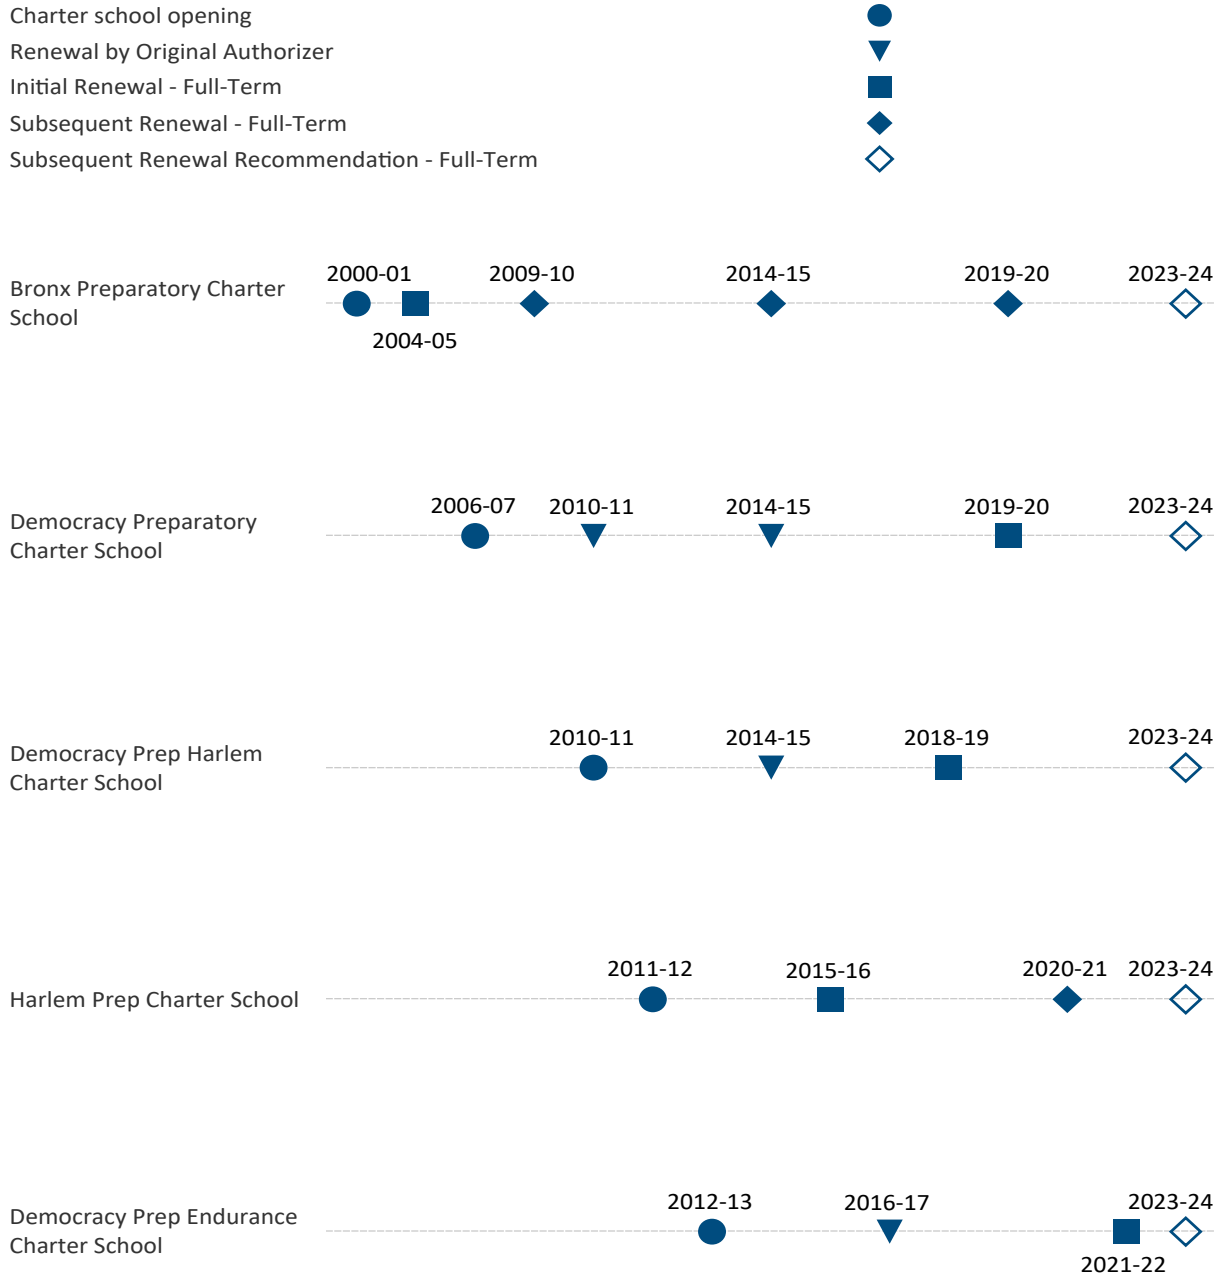 Charter school opening
Renewal by Original Authorizer
Initial Renewal - Full-Term
Subsequent Renewal - Full-Term
Subsequent Renewal Recommendation - Full-Term
2000-01 2009-10 2014-15 2019-20 2023-24
Bronx Preparatory Charter
School
2004-05
2006-07 2010-11 2014-15 2019-20 2023-24
Democracy Preparatory
Charter School
2010-11 2014-15 2018-19 2023-24
Democracy Prep Harlem
Charter School
2011-12 2015-16 2020-21 2023-24
Harlem Prep Charter School
2012-13 2016-17 2023-24
Democracy Prep Endurance
Charter School
2021-22